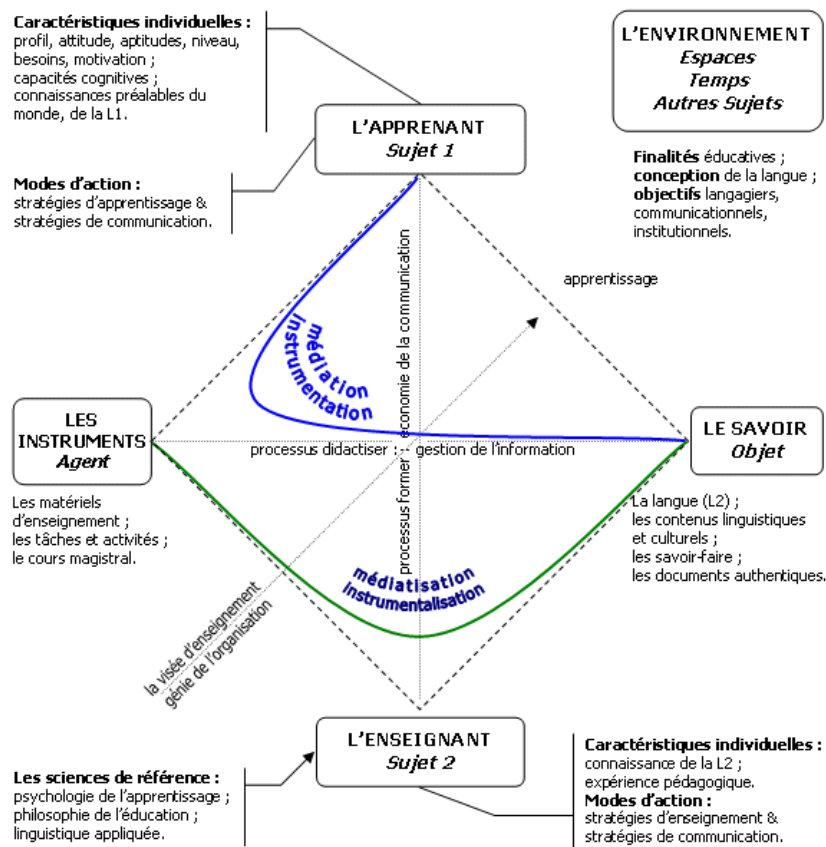 Caractéristiques individuelles :
profil, attitude, aptitudes, niveau,
besoins, motivation ;
capacités cognitives ;
connaissances préalables du
monde, de la L1.
L'ENVIRONNEMENT
Espaces
Temps
Autres Sujets
L'APPRENANT
Sujet 1
Finalités éducatives ;
conception de la langue ;
objectifs langagiers,
communicationnels,
institutionnels.
Modes d'action :
stratégies d'apprentissage &
stratégies de communication.
apprentissage
médiation
instrumentation
processus former -- économie de la communication
LES
INSTRUMENTS
Agent
processus didactiser : -- gestion de l'information
LE SAVOIR
Objet
Les matériels
d'enseignement ;
les tâches et activités ;
le cours magistral.
La langue (L2) ;
les contenus linguistiques
et culturels ;
les savoir-faire ;
les documents authentiques.
médiatisation
instrumentalisation
la visée d'enseignement
génie de l'organisation
L'ENSEIGNANT
Sujet 2
Les sciences de référence :
psychologie de l'apprentissage ;
philosophie de l'éducation ;
linguistique appliquée.
Caractéristiques individuelles :
connaissance de la L2 ;
expérience pédagogique.
Modes d'action :
stratégies d'enseignement &
stratégies de communication.